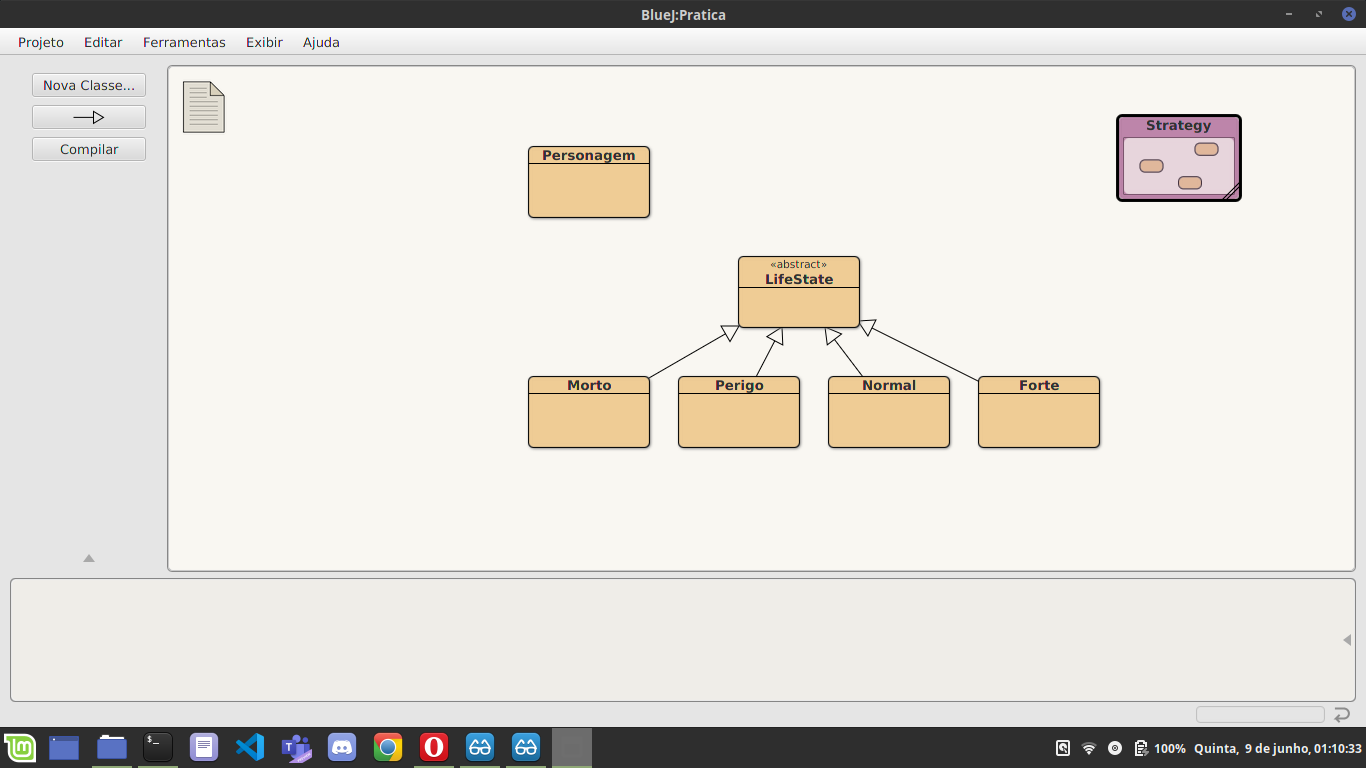 BlueJ:Pratica
Projeto Editar Ferramentas Exibir Ajuda
Nova Classe...
Compilar
Strategy
Personagem
«abstract»
LifeState
Morto Perigo Normal Forte
100% Quinta, 9 de junho, 01:10:33